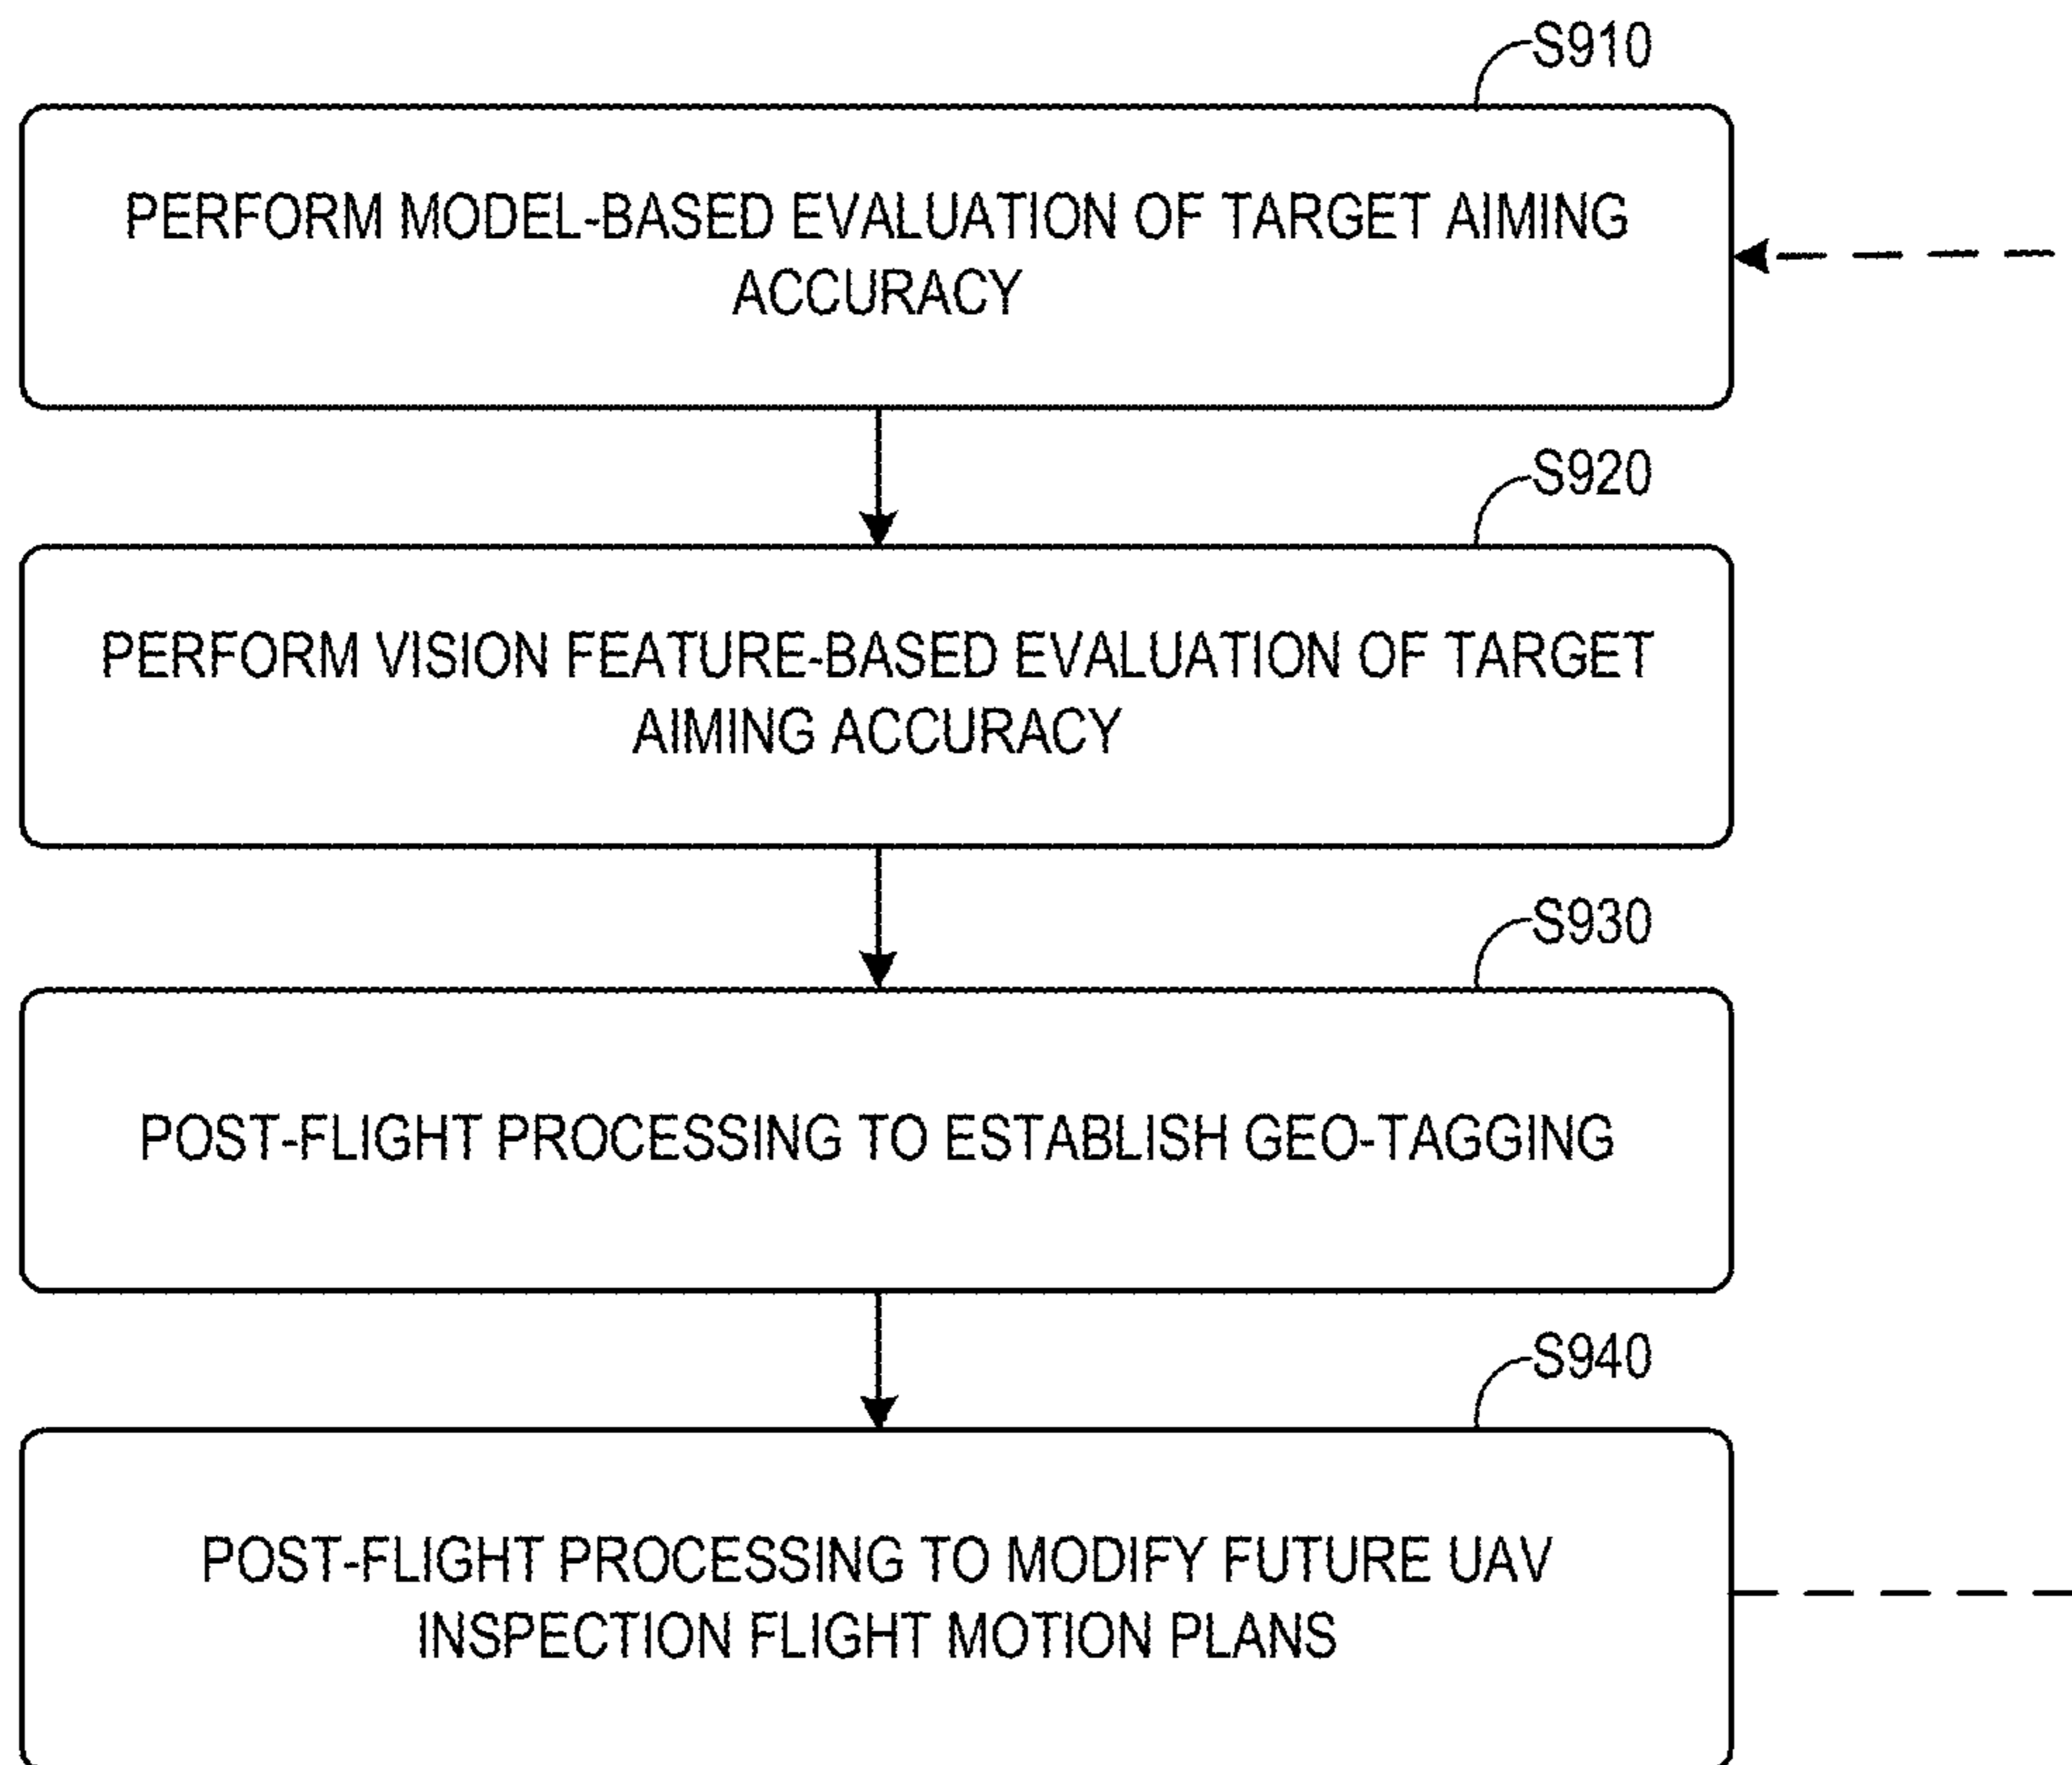 S910
PERFORM MODEL-BASED EVALUATION OF TARGET AIMING
ACCURACY
S920
PERFORM VISION FEATURE-BASED EVALUATION OF TARGET
AIMING ACCURACY
S930
POST-FLIGHT PROCESSING TO ESTABLISH GEO-TAGGING
S940
POST-FLIGHT PROCESSING TO MODIFY FUTURE UAV
INSPECTION FLIGHT MOTION PLANS